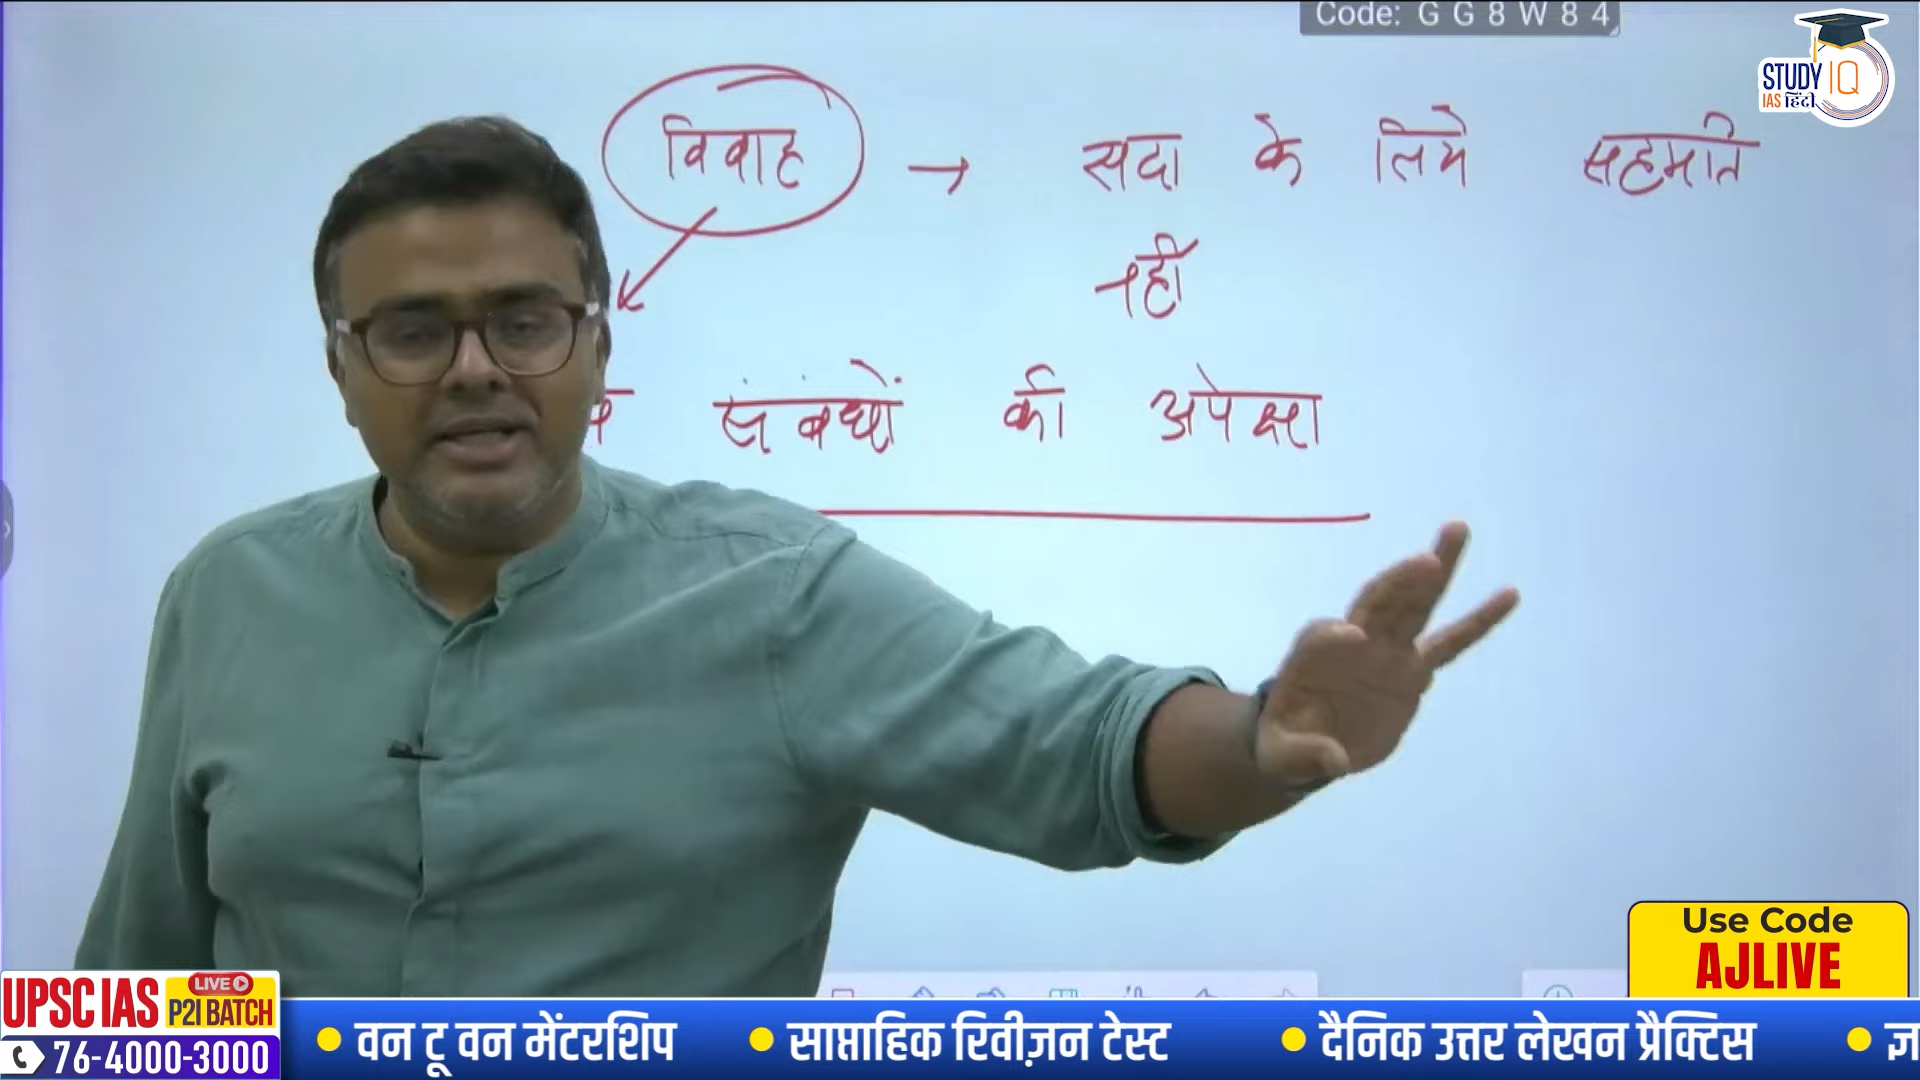 Code: G G 8 W 8 4
STUDY IQ
IAS हिंदी
विवाह → सदा के लिये सहमति
नहीं
संबंधों की अपेक्षा
Use Code
AJLIVE
UPSC IAS LIVE
P2I BATCH
76-4000-3000
• वन टू वन मेंटरशिप • साप्ताहिक रिवीज़न टेस्ट • दैनिक उत्तर लेखन प्रैक्टिस •